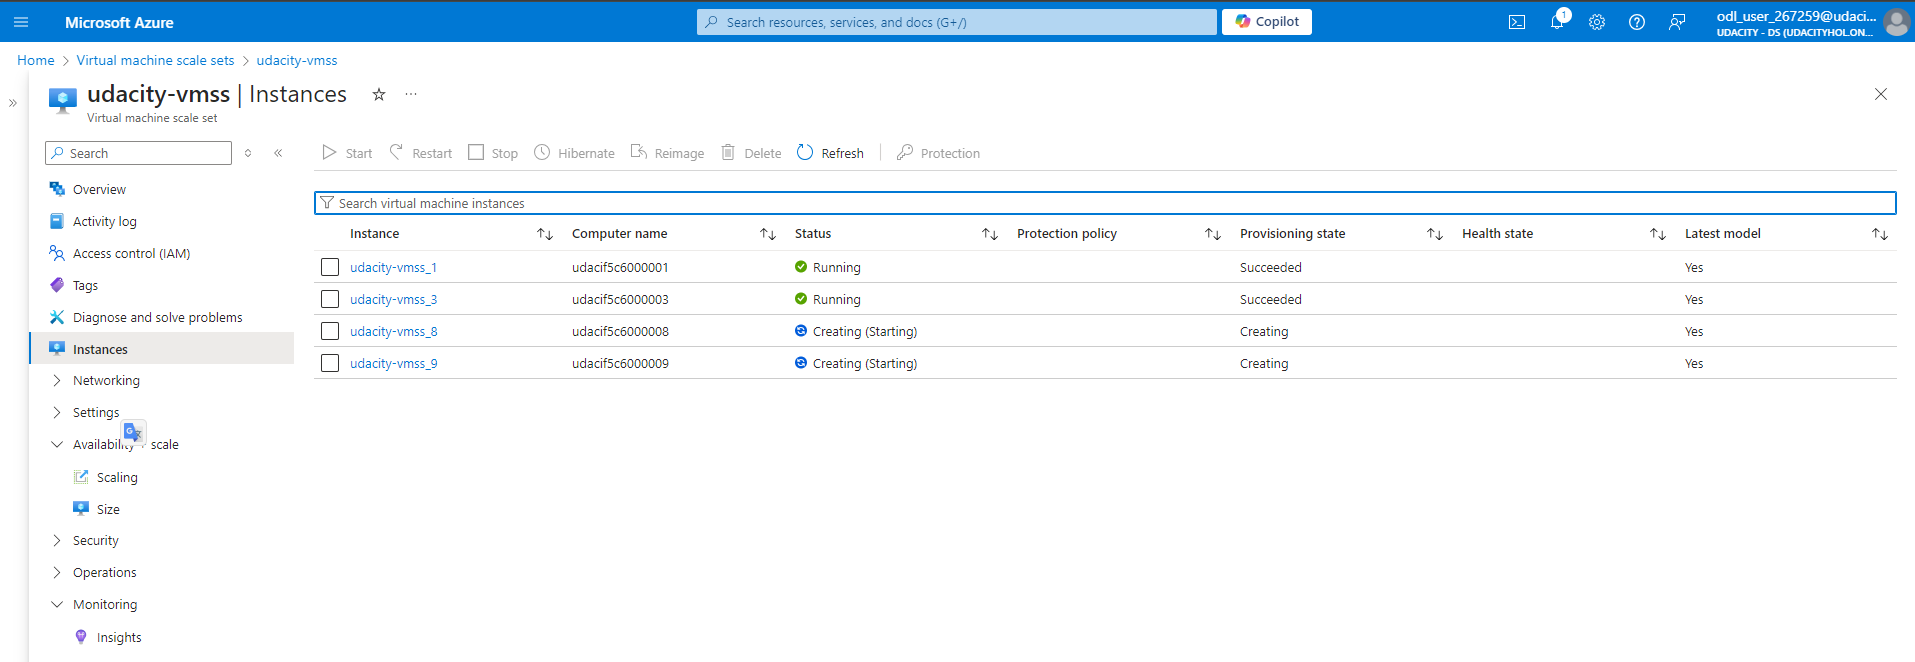 Microsoft Azure
Search resources, services, and docs (G+/)
Copilot
1
odl_user_267259@udaci...
UDACITY - DS (UDACITYHOL.ON...
Home > Virtual machine scale sets > udacity-vmss
udacity-vmss | Instances
Virtual machine scale set
Search
Start Restart Stop Hibernate Reimage Delete Refresh Protection
Overview
Activity log
Access control (IAM)
Tags
Diagnose and solve problems
Instances
Networking
Settings
Availability + scale
Scaling
Size
Security
Operations
Monitoring
Insights
Search virtual machine instances
Instance Computer name Status Protection policy Provisioning state Health state Latest model
udacity-vmss_1 udacif5c6000001 Running Succeeded Yes
udacity-vmss_3 udacif5c6000003 Running Succeeded Yes
udacity-vmss_8 udacif5c6000008 Creating (Starting) Creating Yes
udacity-vmss_9 udacif5c6000009 Creating (Starting) Creating Yes